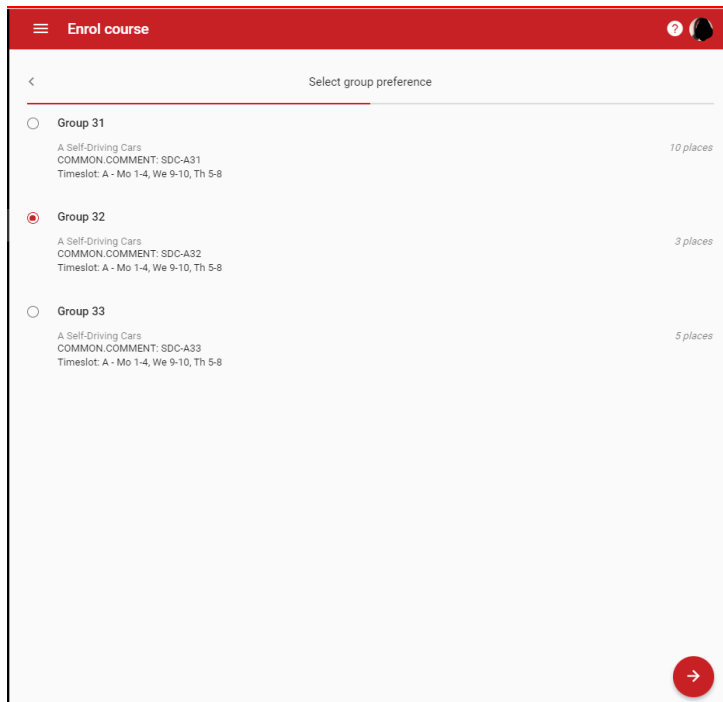 Enrol course
?
Select group preference
Group 31
A Self-Driving Cars
10 places
COMMON.COMMENT: SDC-A31
Timeslot: A - Mo 1-4, We 9-10, Th 5-8
Group 32
A Self-Driving Cars
3 places
COMMON.COMMENT: SDC-A32
Timeslot: A - Mo 1-4, We 9-10, Th 5-8
Group 33
A Self-Driving Cars
5 places
COMMON.COMMENT: SDC-A33
Timeslot: A - Mo 1-4, We 9-10, Th 5-8